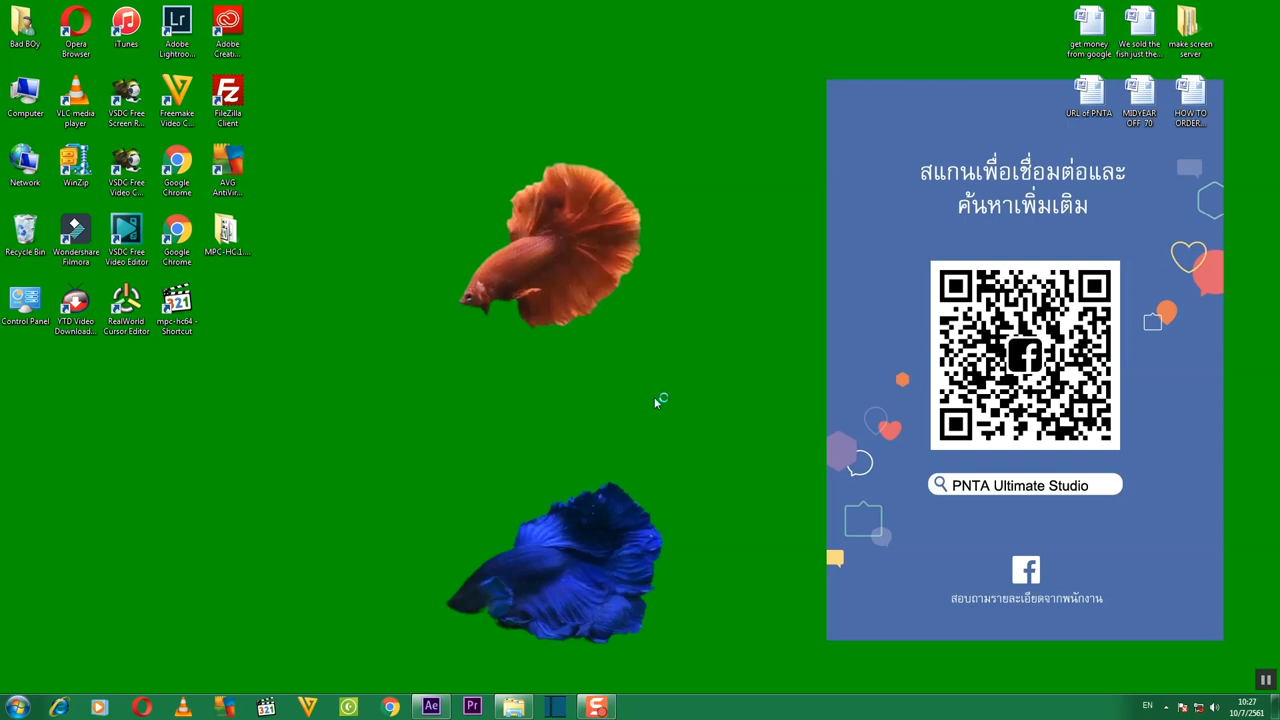 Bad BOy
Opera
Browser
iTunes
Adobe
Lightroo...
Adobe
Creati...
Computer
VLC media
player
VSDC Free
Screen R...
Freemake
Video C...
FileZilla
Client
Network
WinZip
VSDC Free
Video C...
Google
Chrome
AVG
AntiVir...
Recycle Bin
Wondershare
Filmora
VSDC Free
Video Editor
Google
Chrome
MPC-HC.1....
Control Panel
YTD Video
Download...
RealWorld
Cursor Editor
mpc-hc64 -
Shortcut
get money
from google
We sold the
fish just the...
make screen
server
URL of PNTA
MIDYEAR
OFF 70
HOW TO
ORDER...
สแกนเพื่อเชื่อมต่อและ
ค้นหาเพิ่มเติม
PNTA Ultimate Studio
สอบถามรายละเอียดจากพนักงาน
EN
10:27
10/7/2561